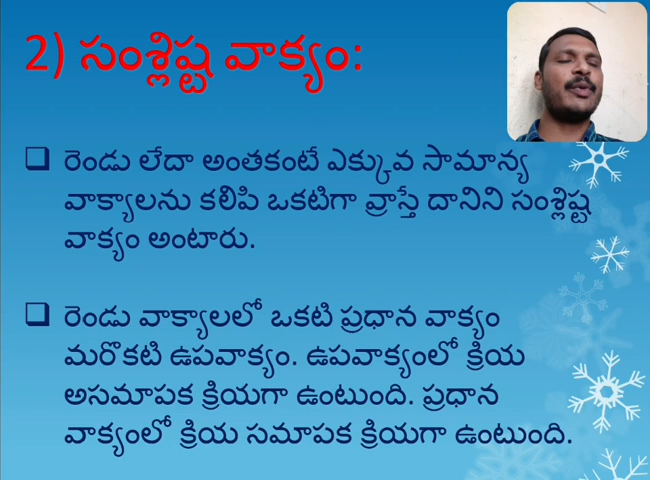 2) సంశ్లిష్ట వాక్యం:
రెండు లేదా అంతకంటే ఎక్కువ సామాన్య
వాక్యాలను కలిపి ఒకటిగా వ్రాస్తే దానిని సంశ్లిష్ట
వాక్యం అంటారు.
రెండు వాక్యాలలో ఒకటి ప్రధాన వాక్యం
మరొకటి ఉపవాక్యం. ఉపవాక్యంలో క్రియ
అసమాపక క్రియగా ఉంటుంది. ప్రధాన
వాక్యంలో క్రియ సమాపక క్రియగా ఉంటుంది.